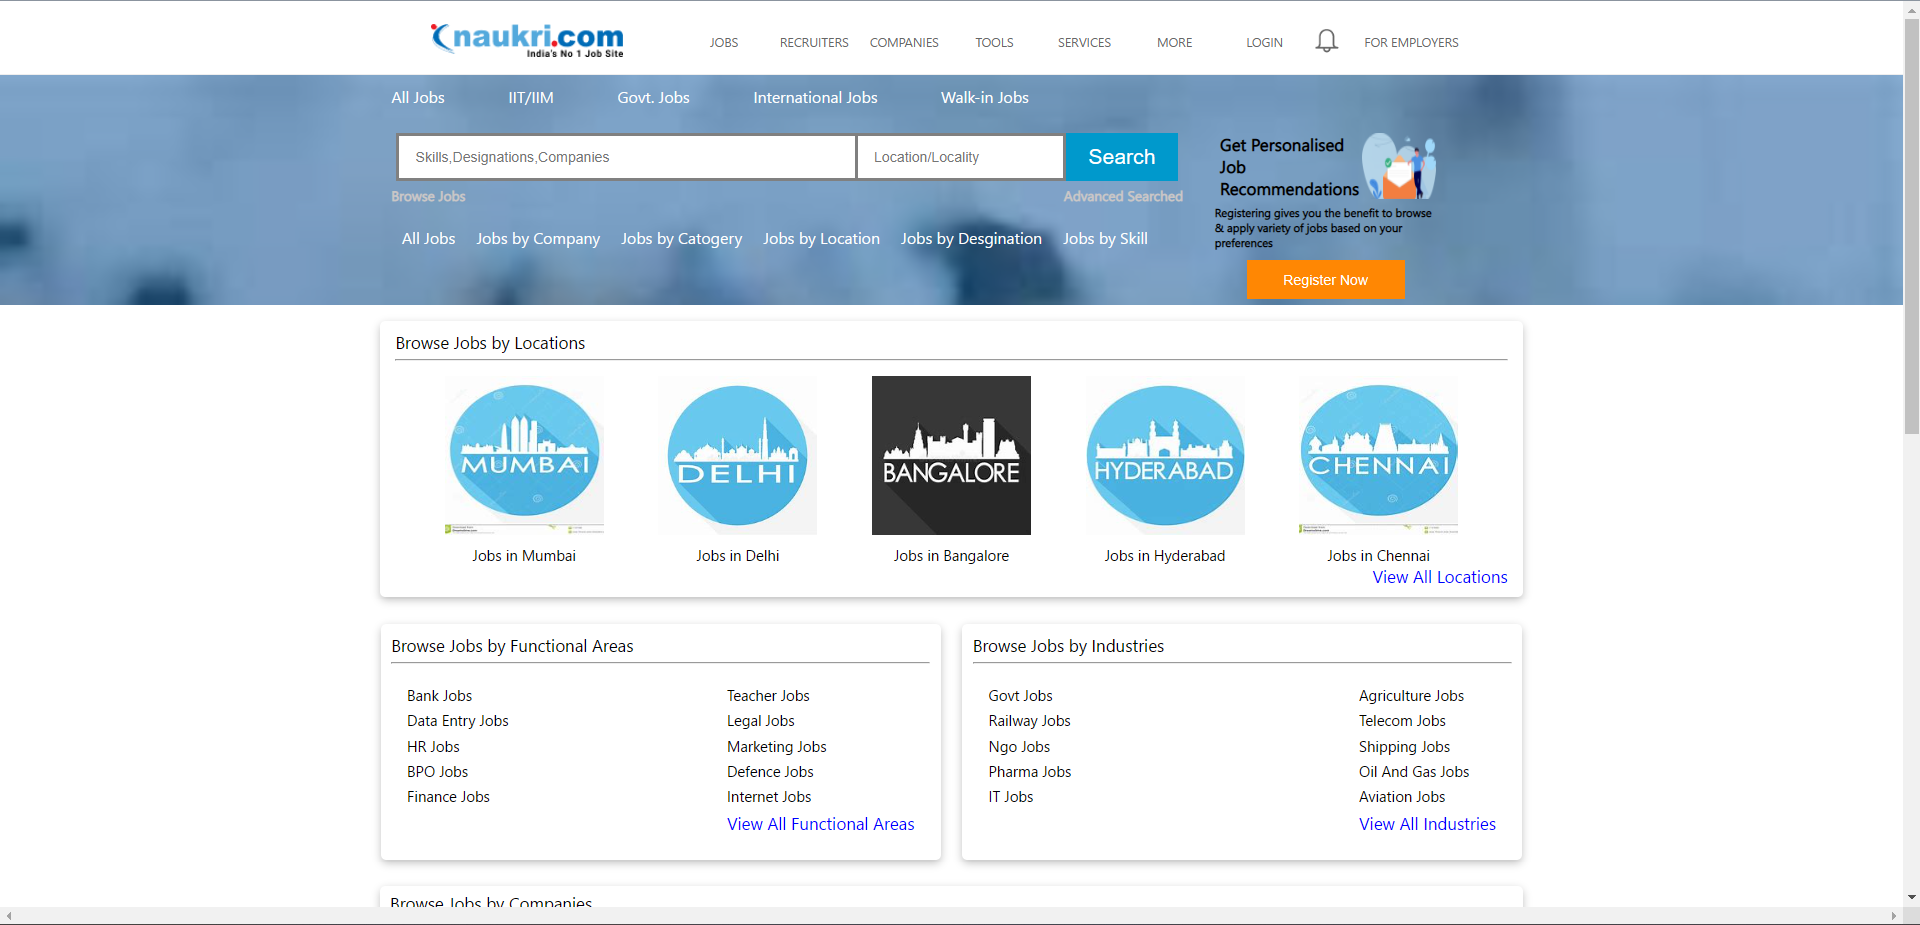 naukri.com
India's No 1 Job Site
JOBS RECRUITERS COMPANIES TOOLS SERVICES MORE LOGIN FOR EMPLOYERS
All Jobs IIT/IIM Govt. Jobs International Jobs Walk-in Jobs
Skills,Designations,Companies Location/Locality Search
Browse Jobs Advanced Searched
All Jobs Jobs by Company Jobs by Catogery Jobs by Location Jobs by Desgination Jobs by Skill
Get Personalised
Job
Recommendations
Registering gives you the benefit to browse
& apply variety of jobs based on your
preferences
Register Now
Browse Jobs by Locations
MUMBAI DELHI BANGALORE HYDERABAD CHENNAI
Jobs in Mumbai Jobs in Delhi Jobs in Bangalore Jobs in Hyderabad Jobs in Chennai
View All Locations
Browse Jobs by Functional Areas
Bank Jobs
Data Entry Jobs
HR Jobs
BPO Jobs
Finance Jobs
Teacher Jobs
Legal Jobs
Marketing Jobs
Defence Jobs
Internet Jobs
View All Functional Areas
Browse Jobs by Industries
Govt Jobs
Railway Jobs
Ngo Jobs
Pharma Jobs
IT Jobs
Agriculture Jobs
Telecom Jobs
Shipping Jobs
Oil And Gas Jobs
Aviation Jobs
View All Industries
Browse Jobs by Companies